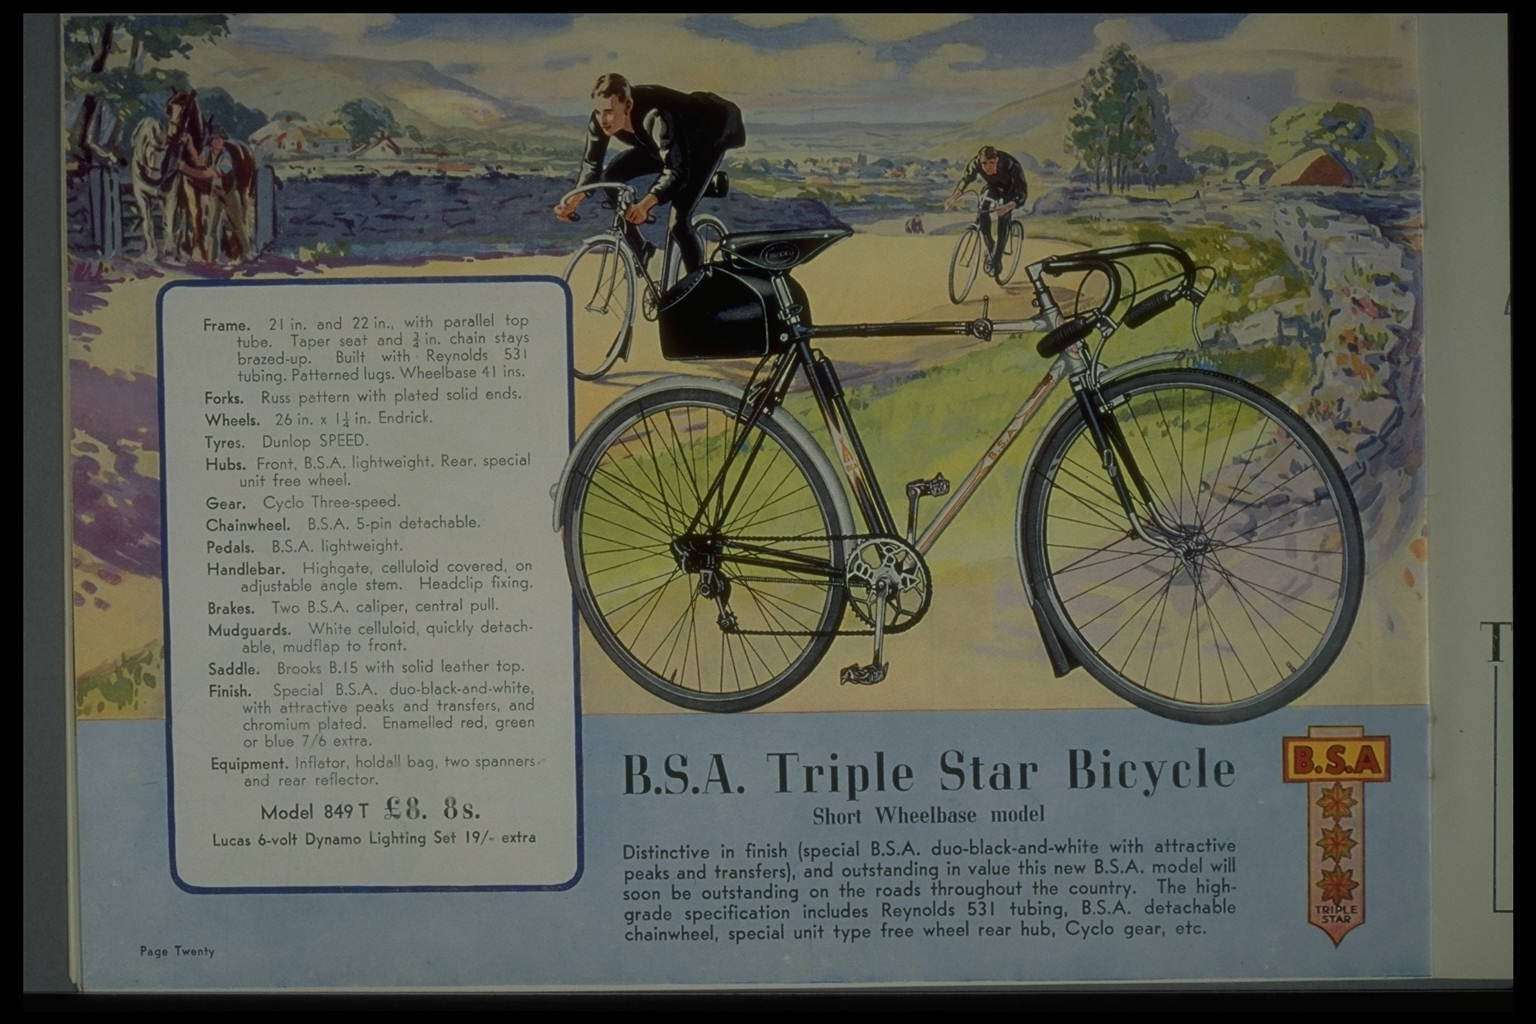 Frame. 21 in. and 22 in., with parallel top
tube. Taper seat and ¾ in. chain stays
brazed-up. Built with Reynolds 531
tubing. Patterned lugs. Wheelbase 41 ins.
Forks. Russ pattern with plated solid ends.
Wheels. 26 in. x 1¼ in. Endrick.
Tyres. Dunlop SPEED.
Hubs. Front, B.S.A. lightweight. Rear, special
unit free wheel.
Gear. Cyclo Three-speed.
Chainwheel. B.S.A. 5-pin detachable.
Pedals. B.S.A. lightweight.
Handlebar. Highgate, celluloid covered, on
adjustable angle stem. Headclip fixing.
Brakes. Two B.S.A. caliper, central pull.
Mudguards. White celluloid, quickly detach-
able, mudflap to front.
Saddle. Brooks B.15 with solid leather top.
Finish. Special B.S.A. duo-black-and-white,
with attractive peaks and transfers, and
chromium plated. Enamelled red, green
or blue 7/6 extra.
Equipment. Inflator, holdall bag, two spanners
and rear reflector.
Model 849 T £8. 8s.
Lucas 6-volt Dynamo Lighting Set 19/- extra
Page Twenty
B.S.A.
B.S.A. Triple Star Bicycle
Short Wheelbase model
Distinctive in finish (special B.S.A. duo-black-and-white with attractive
peaks and transfers), and outstanding in value this new B.S.A. model will
soon be outstanding on the roads throughout the country. The high-
grade specification includes Reynolds 531 tubing, B.S.A. detachable
chainwheel, special unit type free wheel rear hub, Cyclo gear, etc.
B.S.A
TRIPLE
STAR
T